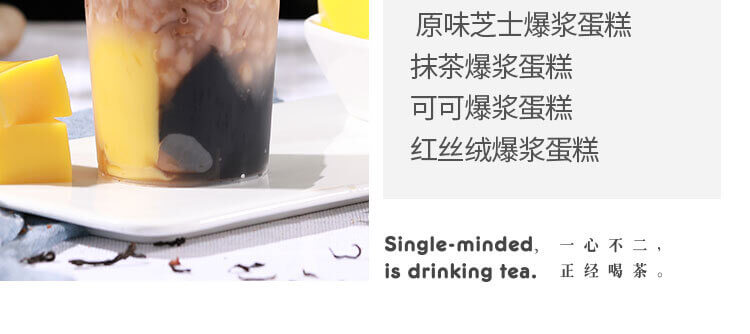 原味芝士爆浆蛋糕
抹茶爆浆蛋糕
可可爆浆蛋糕
红丝绒爆浆蛋糕
Single-minded, 一心不二,
is drinking tea. 正经喝茶。